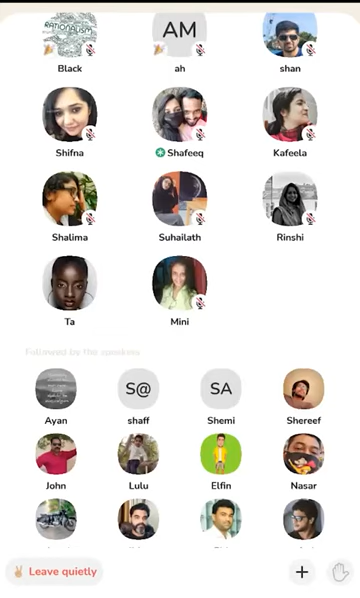 RATIONALISM
AM
Black
ah
shan
Shifna
Shafeeq
Kafeela
Shalima
Suhailath
Rinshi
Ta
Mini
Followed by the speakers
S@
SA
Ayan
shaff
Shemi
Shereef
John
Lulu
Elfin
Nasar
Leave quietly